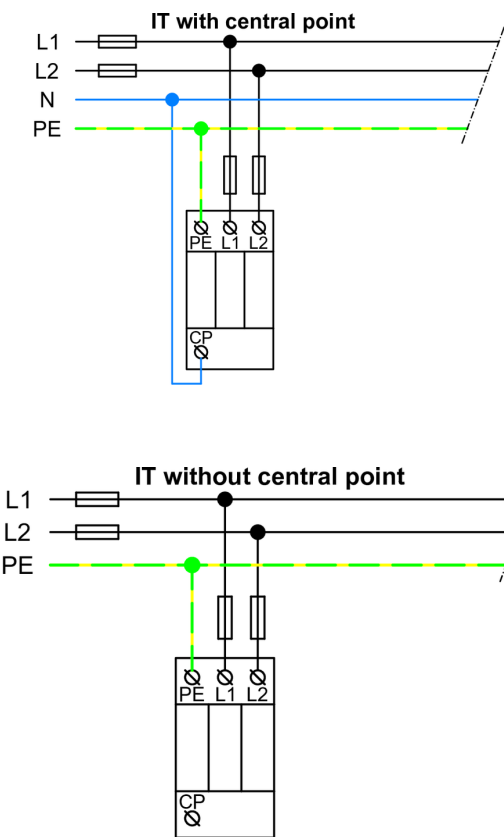 IT with central point
L1
L2
N
PE
PE L1 L2
CP
IT without central point
L1
L2
PE
PE L1 L2
CP